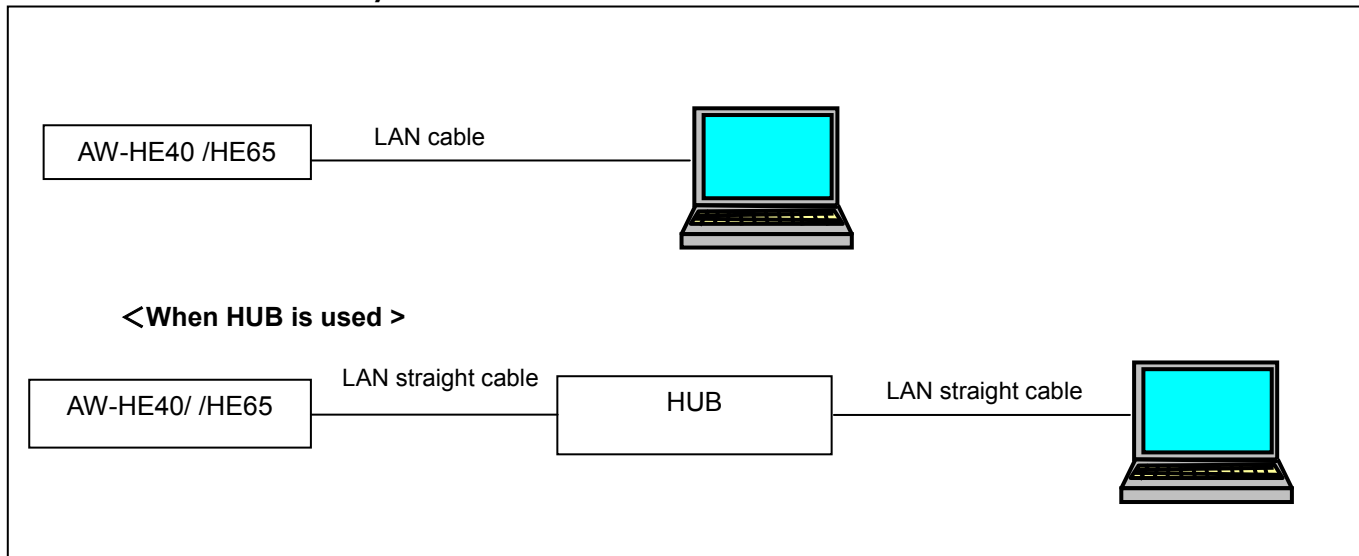 AW-HE40 /HE65
LAN cable
＜When HUB is used >
AW-HE40/ /HE65
LAN straight cable
HUB
LAN straight cable